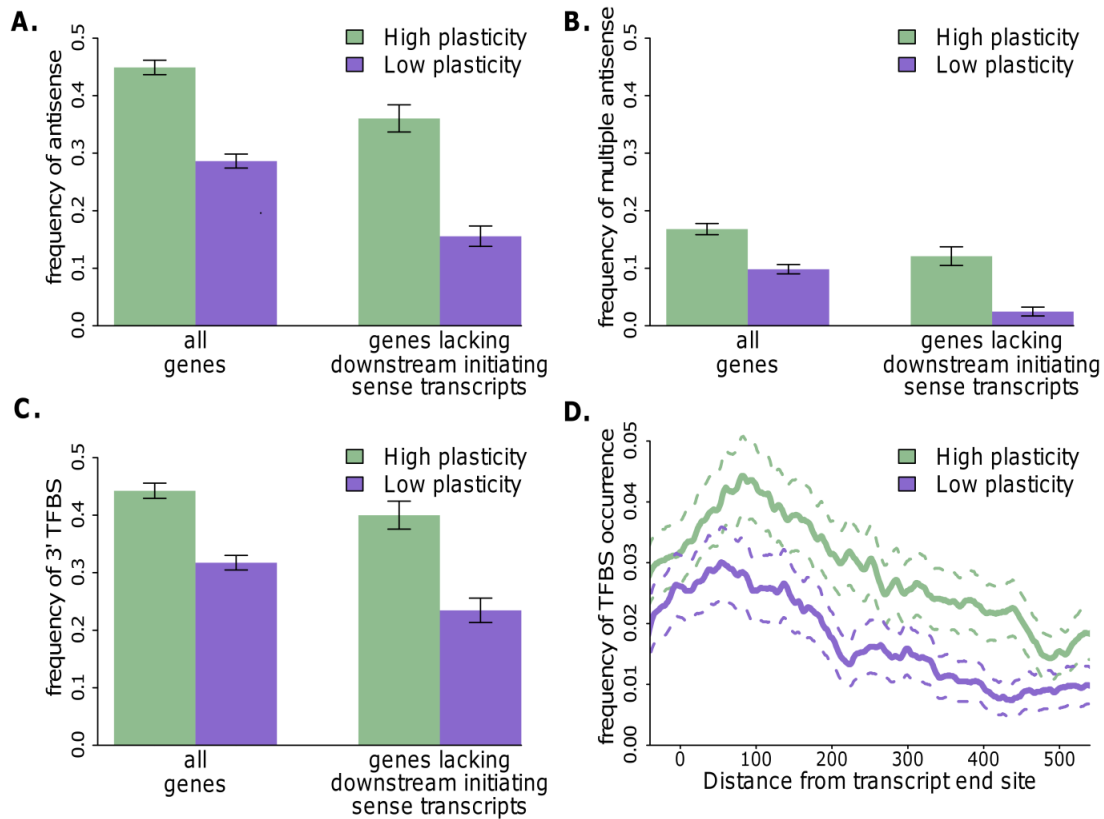 A.
High plasticity
Low plasticity
frequency of antisense
0.0 0.1 0.2 0.3 0.4 0.5
all
genes
genes lacking
downstream initiating
sense transcripts
B.
High plasticity
Low plasticity
frequency of multiple antisense
0.0 0.1 0.2 0.3 0.4 0.5
all
genes
genes lacking
downstream initiating
sense transcripts
C.
High plasticity
Low plasticity
frequency of 3' TFBS
0.0 0.1 0.2 0.3 0.4 0.5
all
genes
genes lacking
downstream initiating
sense transcripts
D.
High plasticity
Low plasticity
frequency of TFBS occurrence
0.00 0.01 0.02 0.03 0.04 0.05
0 100 200 300 400 500
Distance from transcript end site